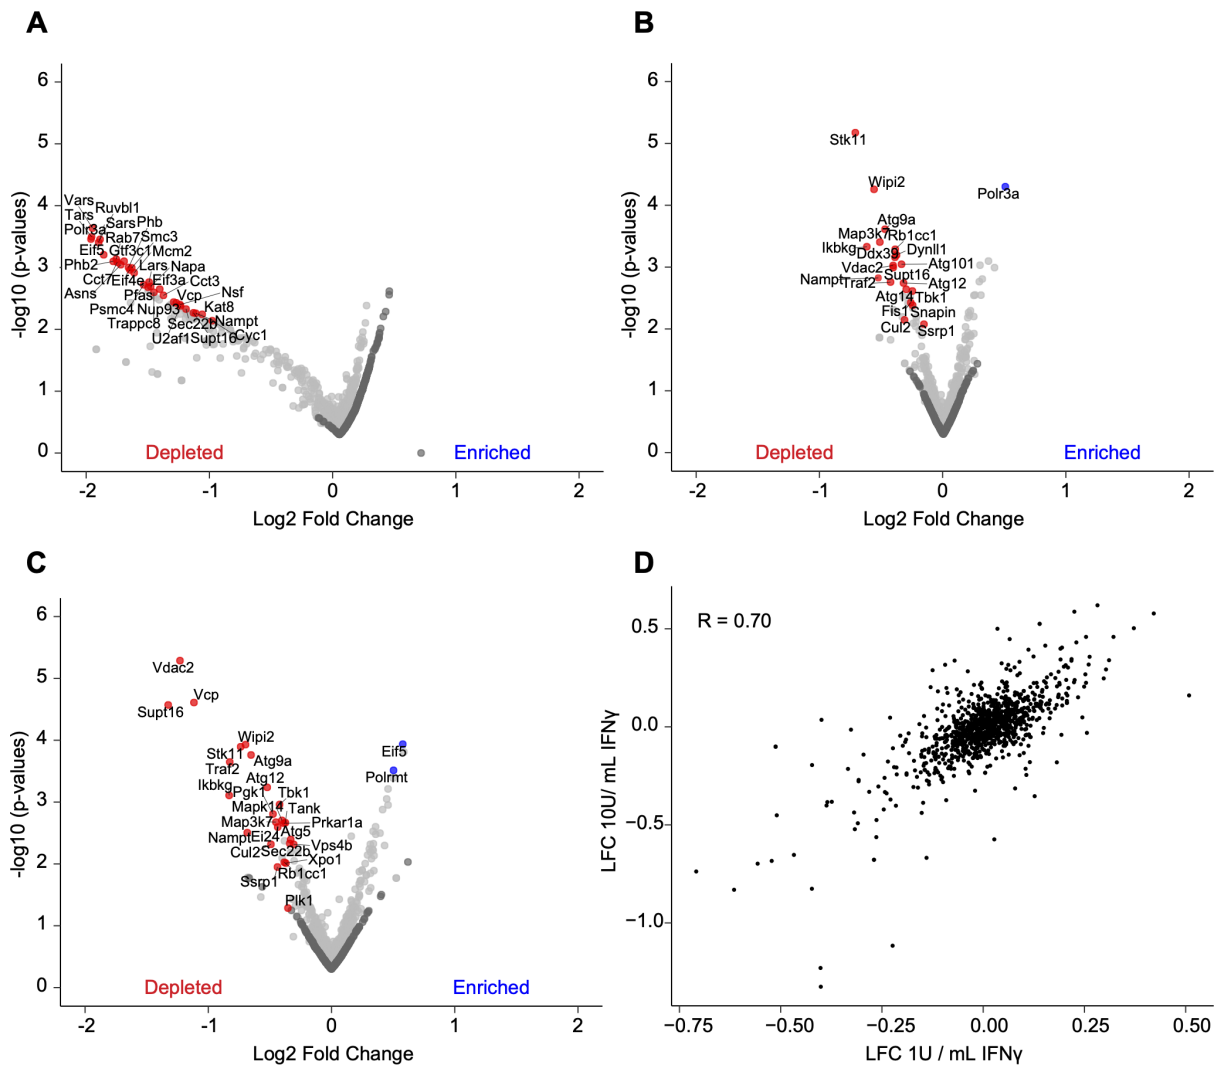 A
6
5
4
3
2
1
0
-log10 (p-values)
Vars
Ruvbl1
Tars
Sars Phb
Polr3a
Rab7 Smc3
Eif5 Gtf3c1 Mcm2
Phb2 Lars Napa
Cct7 Eif4e Eif3a Cct3
Asns Pfas Vcp Nsf
Psmc4 Nup93 Kat8
Trappc8 Sec22b Nampt
U2af1 Supt16 Cyc1
Depleted Enriched
-2 -1 0 1 2
Log2 Fold Change
B
6
5
4
3
2
1
0
-log10 (p-values)
Stk11
Wipi2
Polr3a
Atg9a
Map3k7 Rb1cc1
Ikbkg Dynll1
Ddx39
Vdac2 Atg101
Nampt Supt16
Traf2 Atg12
Atg14 Tbk1
Fis1 Snapin
Cul2 Ssrp1
Depleted Enriched
-2 -1 0 1 2
Log2 Fold Change
C
6
5
4
3
2
1
0
-log10 (p-values)
Vdac2
Vcp
Supt16
Wipi2
Stk11 Atg9a
Eif5
Traf2
Polrmt
Atg12
Ikbkg Pgk1 Tbk1
Mapk14 Tank
Map3k7 Prkar1a
Nampt Ei24 Atg5
Cul2 Sec22b Vps4b
Xpo1
Ssrp1 Rb1cc1
Plk1
Depleted Enriched
-2 -1 0 1 2
Log2 Fold Change
D
R = 0.70
0.5
0.0
−0.5
−1.0
LFC 10U/ mL IFNγ
−0.75 −0.50 −0.25 0.00 0.25 0.50
LFC 1U / mL IFNγ